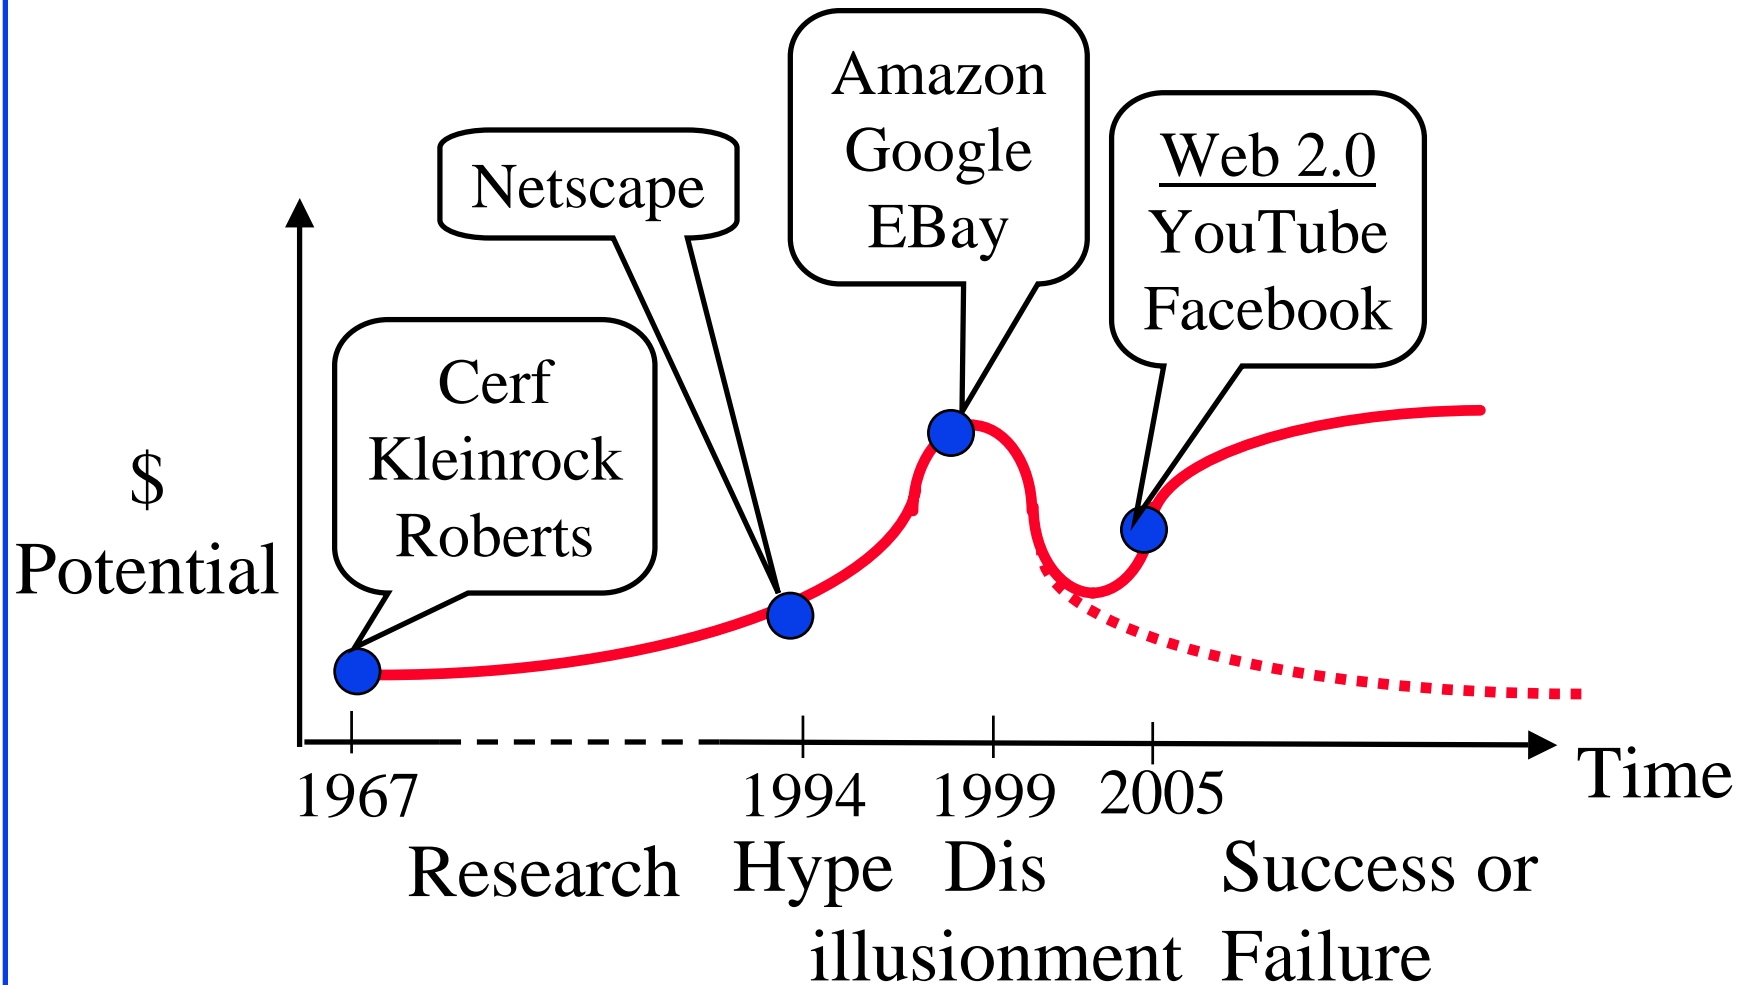 Amazon
Google
EBay
Web 2.0
YouTube
Facebook
Netscape
Cerf
Kleinrock
Roberts
$
Potential
Time
1967
1994
1999
2005
Research
Hype
Dis
illusionment
Success or
Failure